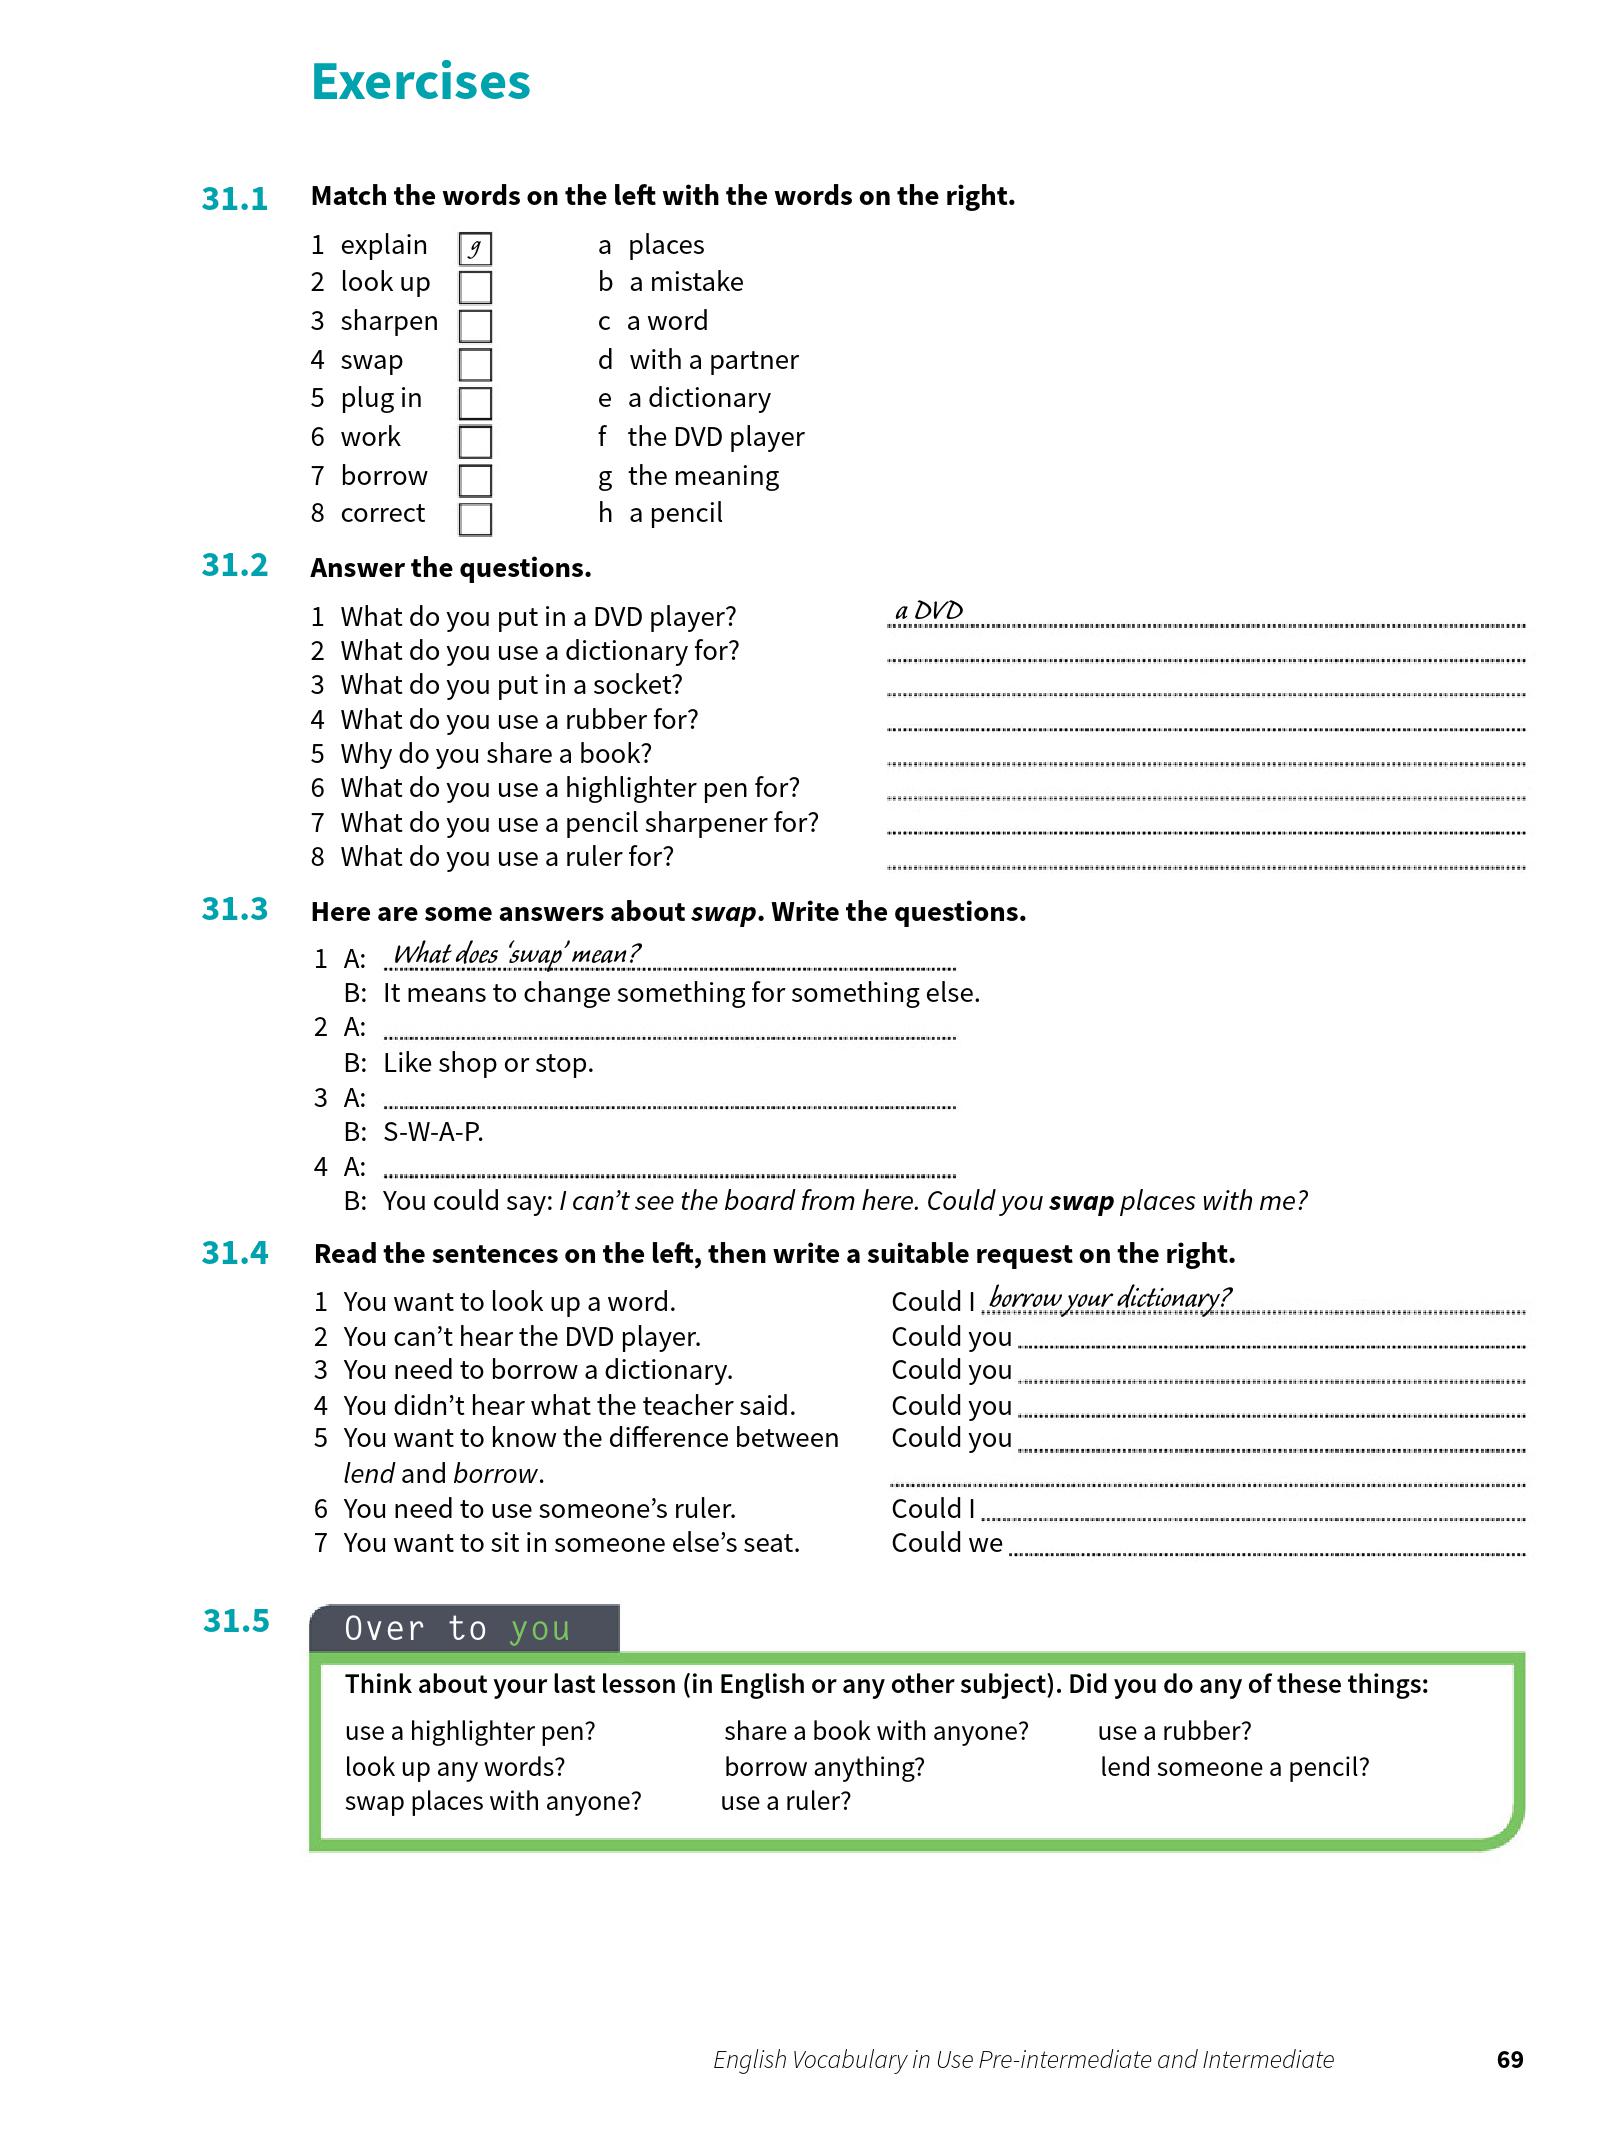 Exercises
31.1 Match the words on the left with the words on the right.
1 explain g a places
2 look up b a mistake
3 sharpen c a word
4 swap d with a partner
5 plug in e a dictionary
6 work f the DVD player
7 borrow g the meaning
8 correct h a pencil
31.2 Answer the questions.
1 What do you put in a DVD player? a DVD
2 What do you use a dictionary for?
3 What do you put in a socket?
4 What do you use a rubber for?
5 Why do you share a book?
6 What do you use a highlighter pen for?
7 What do you use a pencil sharpener for?
8 What do you use a ruler for?
31.3 Here are some answers about swap. Write the questions.
1 A: What does ‘swap’ mean?
B: It means to change something for something else.
2 A:
B: Like shop or stop.
3 A:
B: S-W-A-P.
4 A:
B: You could say: I can’t see the board from here. Could you swap places with me?
31.4 Read the sentences on the left, then write a suitable request on the right.
1 You want to look up a word. Could I borrow your dictionary?
2 You can’t hear the DVD player. Could you
3 You need to borrow a dictionary. Could you
4 You didn’t hear what the teacher said. Could you
5 You want to know the difference between Could you
lend and borrow.
6 You need to use someone’s ruler. Could I
7 You want to sit in someone else’s seat. Could we
31.5 Over to you
Think about your last lesson (in English or any other subject). Did you do any of these things:
use a highlighter pen? share a book with anyone? use a rubber?
look up any words? borrow anything? lend someone a pencil?
swap places with anyone? use a ruler?
English Vocabulary in Use Pre-intermediate and Intermediate 69